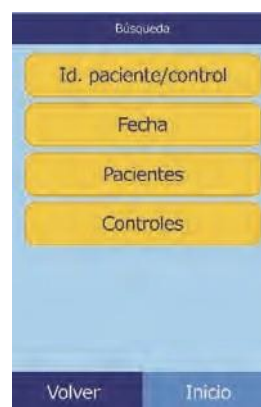 Búsqueda
Id. paciente/control
Fecha
Pacientes
Controles
Volver Inicio